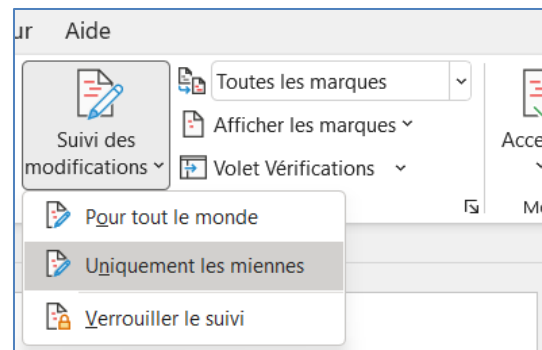 ur Aide
Toutes les marques
Suivi des
modifications
Afficher les marques
Volet Vérifications
Acce
M
Pour tout le monde
Uniquement les miennes
Verrouiller le suivi